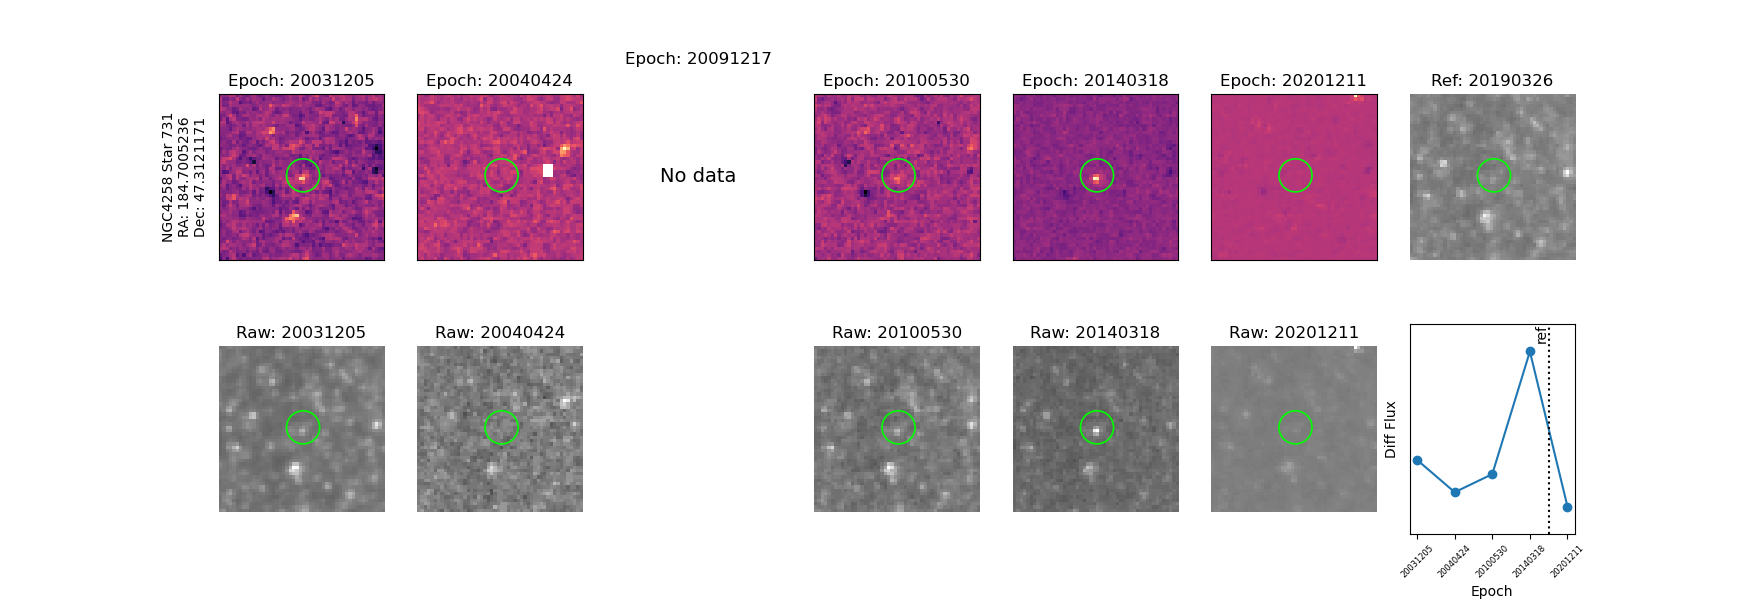 NGC4258 Star 731
RA: 184.7005236
Dec: 47.3121171
Epoch: 20031205
Epoch: 20040424
Epoch: 20091217
No data
Epoch: 20100530
Epoch: 20140318
Epoch: 20201211
Ref: 20190326
Raw: 20031205
Raw: 20040424
Raw: 20100530
Raw: 20140318
Raw: 20201211
ref
Diff Flux
20031205
20040424
20100530
20140318
20201211
Epoch